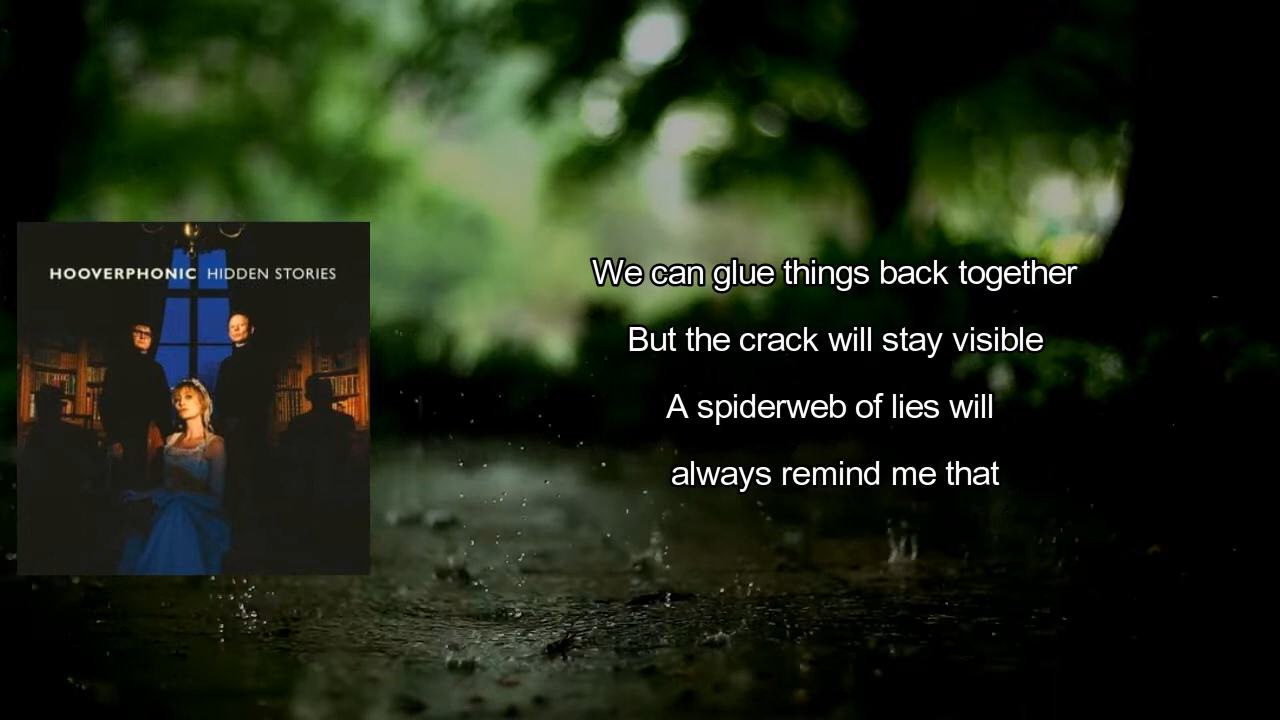 HOOVERPHONIC HIDDEN STORIES
We can glue things back together
But the crack will stay visible
A spiderweb of lies will
always remind me that